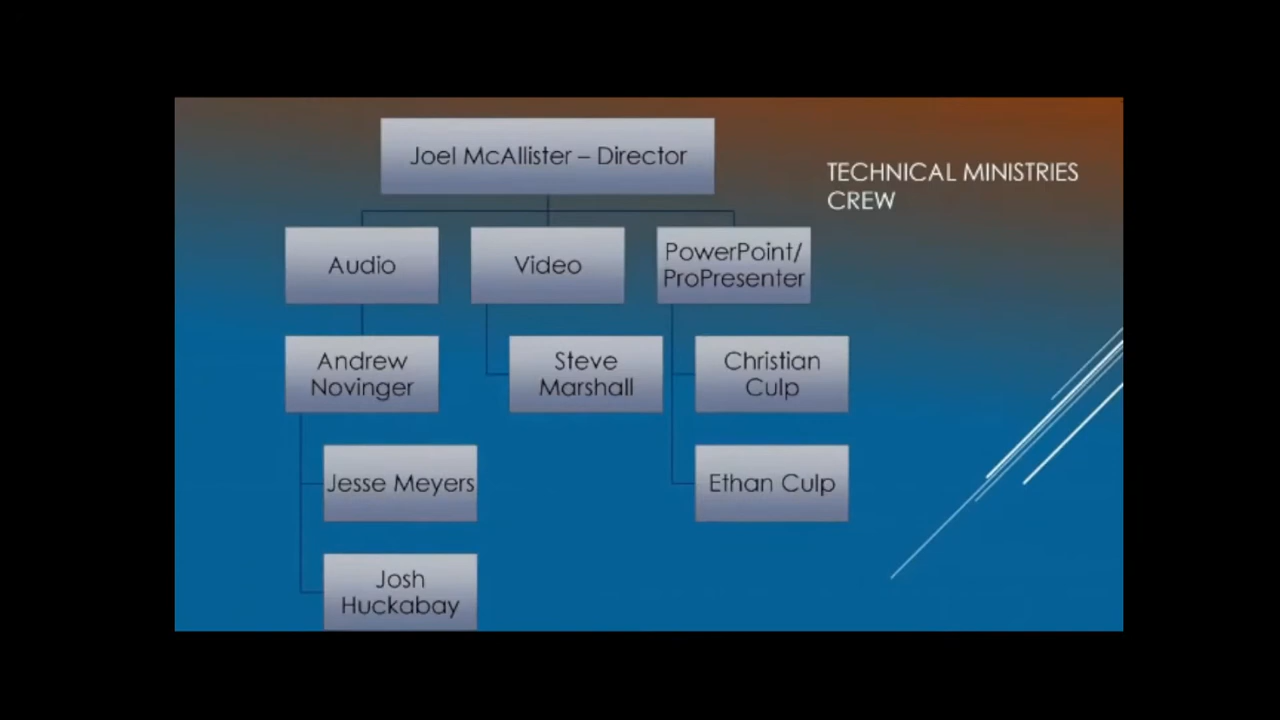 Joel McAllister – Director
TECHNICAL MINISTRIES
CREW
Audio
Video
PowerPoint/
ProPresenter
Andrew
Novinger
Steve
Marshall
Christian
Culp
Jesse Meyers
Ethan Culp
Josh
Huckabay